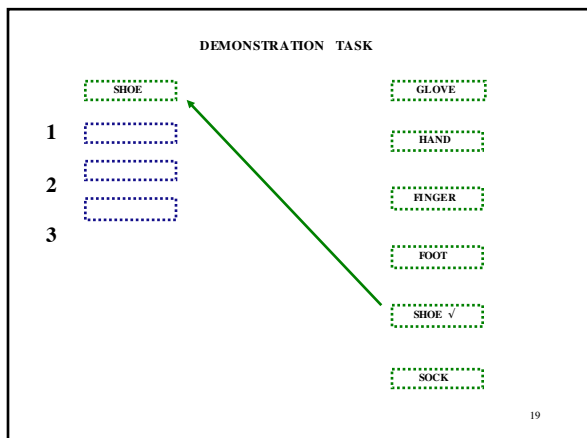 DEMONSTRATION TASK
SHOE
1
2
3
GLOVE
HAND
FINGER
FOOT
SHOE √
SOCK
19